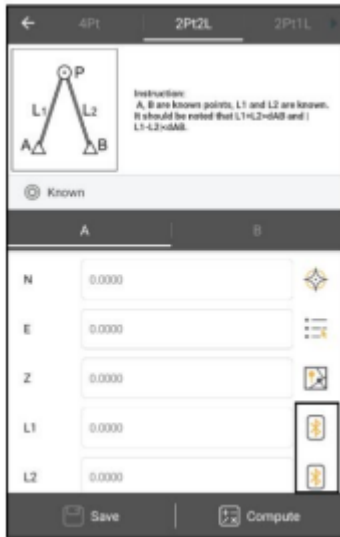 4Pt 2Pt2L 2Pt1L
P
L1 L2
A B
Instruction:
A, B are known points, L1 and L2 are known.
It should be noted that L1+L2>dAB and |
L1-L2|<dAB.
Known
A B
N 0.0000
E 0.0000
Z 0.0000
L1 0.0000
L2 0.0000
Save Compute